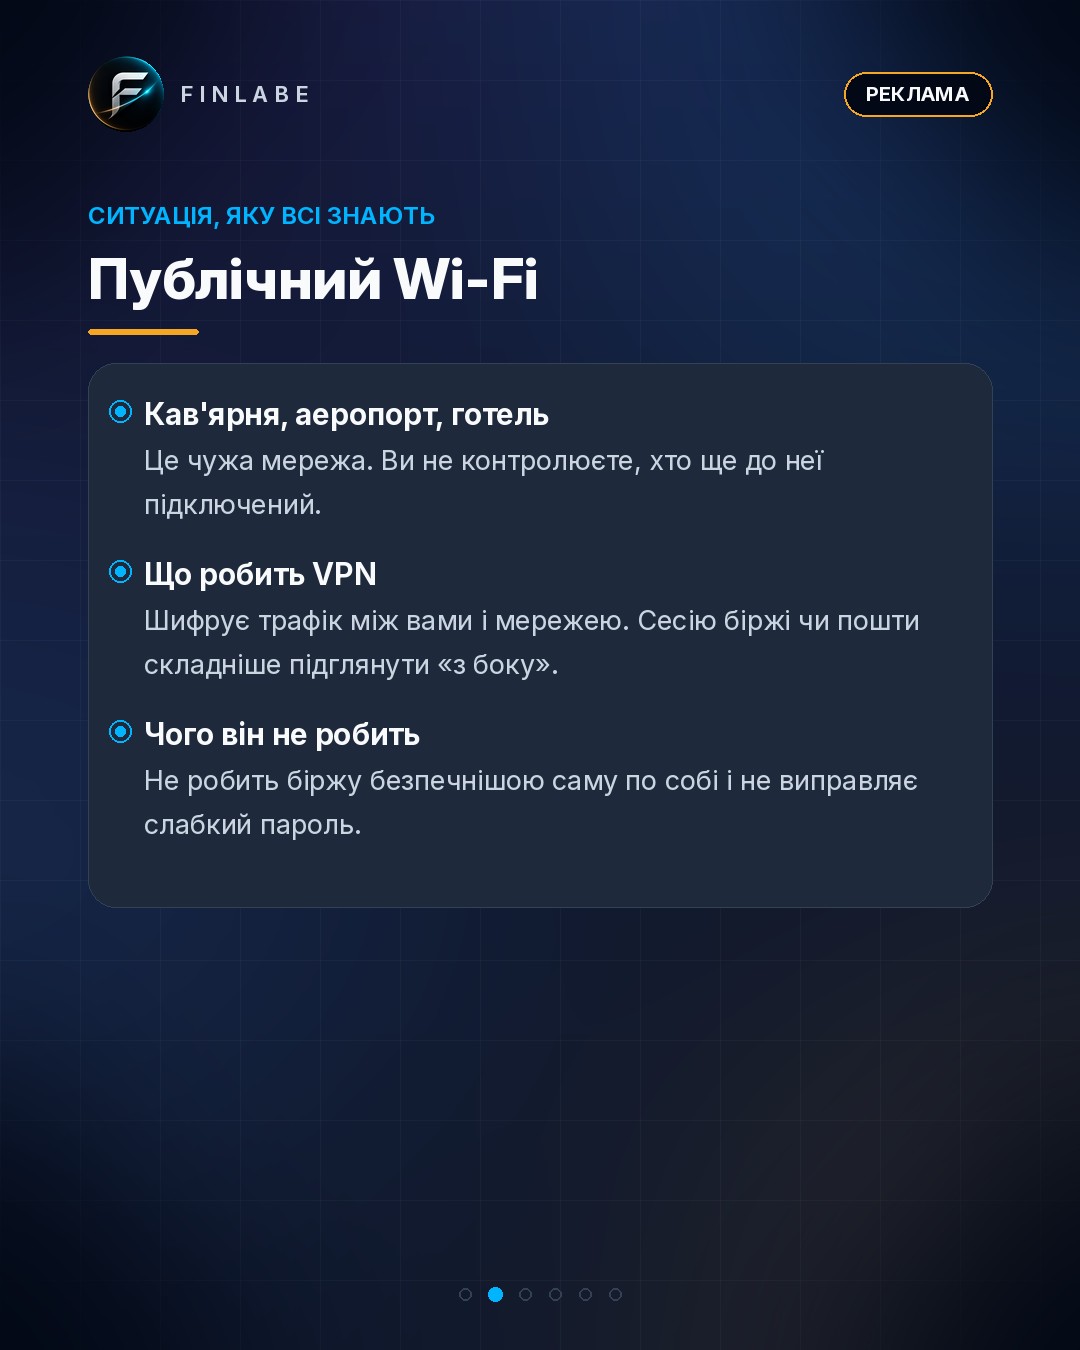 FINLABE
РЕКЛАМА
СИТУАЦІЯ, ЯКУ ВСІ ЗНАЮТЬ
Публічний Wi-Fi
Кав'ярня, аеропорт, готель
Це чужа мережа. Ви не контролюєте, хто ще до неї
підключений.
Що робить VPN
Шифрує трафік між вами і мережею. Сесію біржі чи пошти
складніше підглянути «з боку».
Чого він не робить
Не робить біржу безпечнішою саму по собі і не виправляє
слабкий пароль.